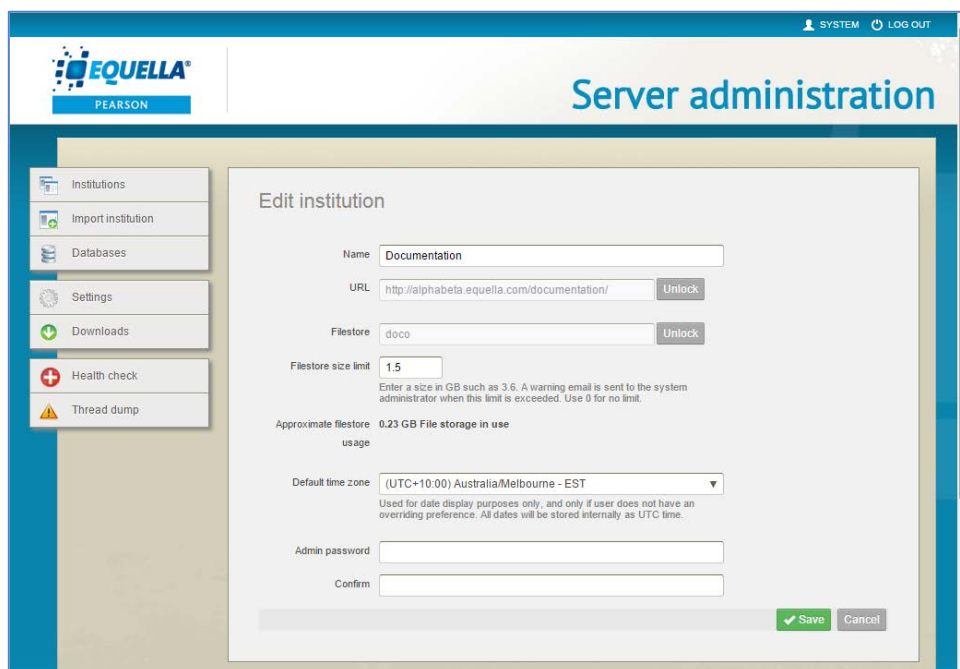 SYSTEM LOG OUT
EQUELLA®
PEARSON
Server administration
Institutions
Import institution
Databases
Settings
Downloads
Health check
Thread dump
Edit institution
Name Documentation
URL http://alphabeta.equella.com/documentation/ Unlock
Filestore doco Unlock
Filestore size limit 1.5
Enter a size in GB such as 3.6. A warning email is sent to the system
administrator when this limit is exceeded. Use 0 for no limit.
Approximate filestore 0.23 GB File storage in use
usage
Default time zone (UTC+10:00) Australia/Melbourne - EST
Used for date display purposes only, and only if user does not have an
overriding preference. All dates will be stored internally as UTC time.
Admin password
Confirm
Save Cancel